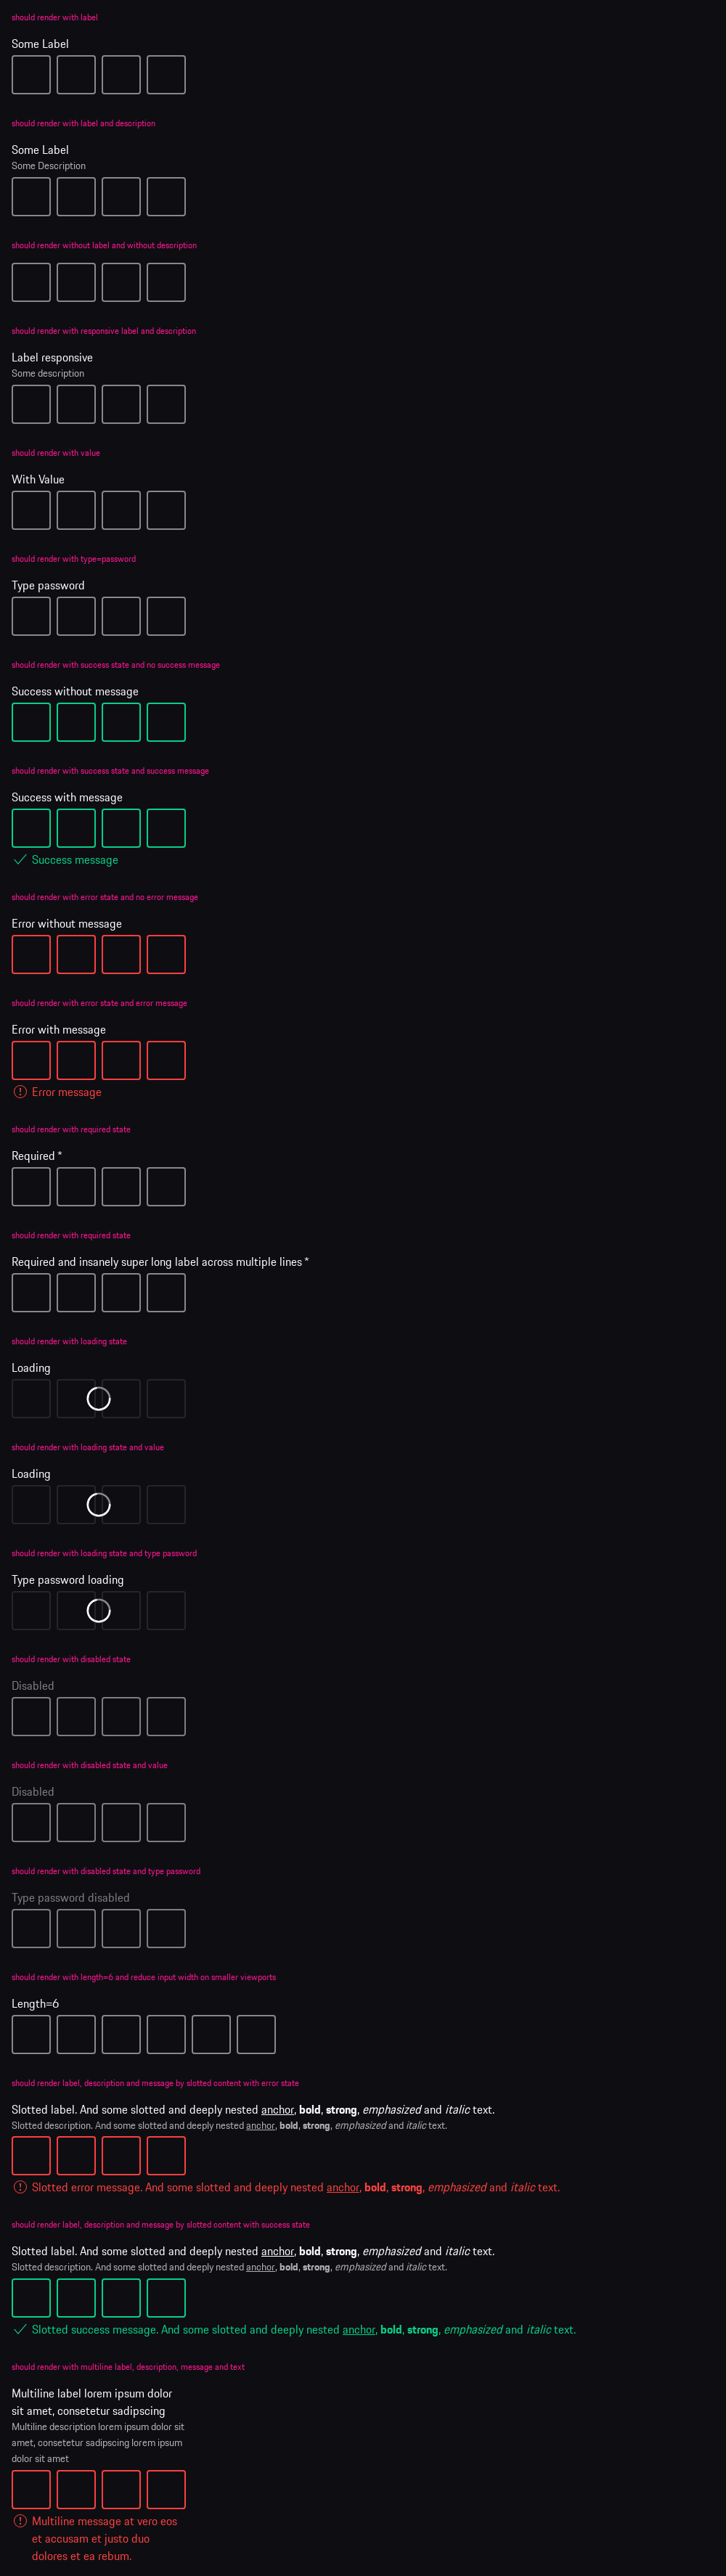 should render with label
Some Label
should render with label and description
Some Label
Some Description
should render without label and without description
should render with responsive label and description
Label responsive
Some description
should render with value
With Value
should render with type=password
Type password
should render with success state and no success message
Success without message
should render with success state and success message
Success with message
Success message
should render with error state and no error message
Error without message
should render with error state and error message
Error with message
Error message
should render with required state
Required *
should render with required state
Required and insanely super long label across multiple lines *
should render with loading state
Loading
should render with loading state and value
Loading
should render with loading state and type password
Type password loading
should render with disabled state
Disabled
should render with disabled state and value
Disabled
should render with disabled state and type password
Type password disabled
should render with length=6 and reduce input width on smaller viewports
Length=6
should render label, description and message by slotted content with error state
Slotted label. And some slotted and deeply nested anchor, bold, strong, emphasized and italic text.
Slotted description. And some slotted and deeply nested anchor, bold, strong, emphasized and italic text.
Slotted error message. And some slotted and deeply nested anchor, bold, strong, emphasized and italic text.
should render label, description and message by slotted content with success state
Slotted label. And some slotted and deeply nested anchor, bold, strong, emphasized and italic text.
Slotted description. And some slotted and deeply nested anchor, bold, strong, emphasized and italic text.
Slotted success message. And some slotted and deeply nested anchor, bold, strong, emphasized and italic text.
should render with multiline label, description, message and text
Multiline label lorem ipsum dolor
sit amet, consetetur sadipscing
Multiline description lorem ipsum dolor sit
amet, consetetur sadipscing lorem ipsum
dolor sit amet
Multiline message at vero eos
et accusam et justo duo
dolores et ea rebum.